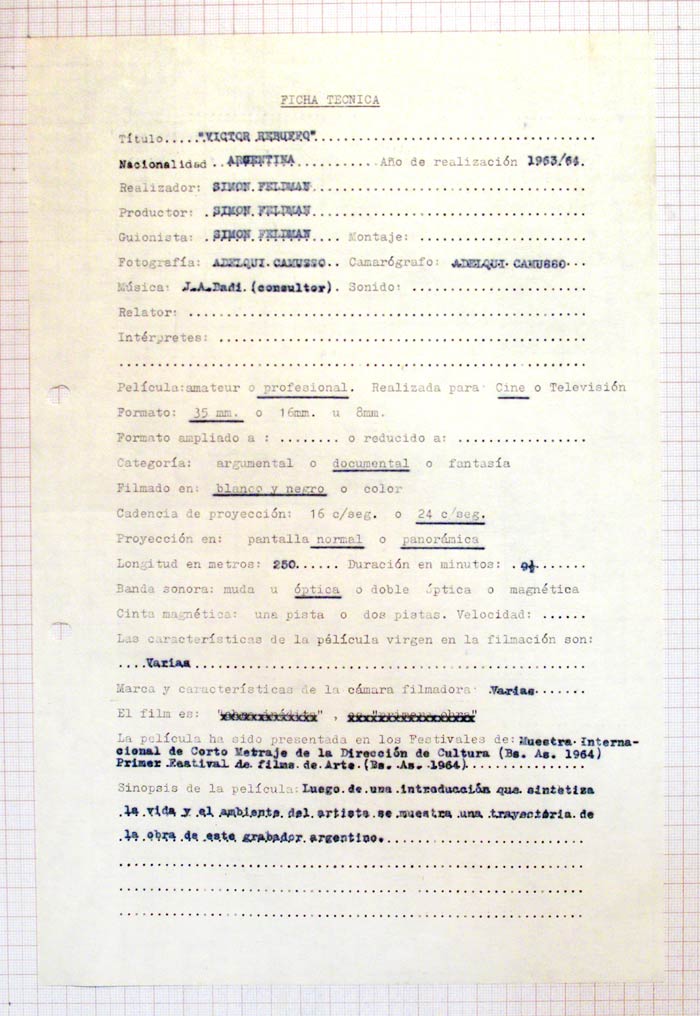 FICHA TECNICA
Título....."VICTOR REBUFFO"...................................
Nacionalidad ..ARGENTINA..........Año de realización 1963/64.
Realizador: SIMON FELDMAN....................................
Productor: .SIMON FELDMAN....................................
Guionista: .SIMON FELDMAN.... Montaje: .....................
Fotografía: ADELQUI CAMUSSO.. Camarógrafo: ADELQUI CAMUSSO...
Música: J.A.Badi.(consultor). Sonido: ......................
Relator: ................................................
Intérpretes: ............................................
.........................................................
Película:amateur o profesional. Realizada para Cine o Televisión
Formato: 35 mm. o 16mm. u 8mm.
Formato ampliado a : ........ o reducido a: ................
Categoría: argumental o documental o fantasía
Filmado en: blanco y negro o color
Cadencia de proyección: 16 c/seg. o 24 c/seg.
Proyección en: pantalla normal o panorámica
Longitud en metros: 250...... Duración en minutos: . 9½.......
Banda sonora: muda u óptica o doble óptica o magnética
Cinta magnética: una pista o dos pistas. Velocidad: ......
Las características de la película virgen en la filmación son:
....Varias..................................................
Marca y características de la cámara filmadora Varias.......
El film es: "obra inédita" , es "primera obra"
La película ha sido presentada en los Festivales de: Muestra Interna-
cional de Corto Metraje de la Dirección de Cultura (Bs. As. 1964)
Primer Festival de films de Arte (Bs. As. 1964)...............
Sinopsis de la película: Luego de una introducción que sintetiza
la vida y el ambiente del artista se muestra una trayectoria de
la obra de este grabador argentino..........................
.........................................................
.........................................................
.........................................................